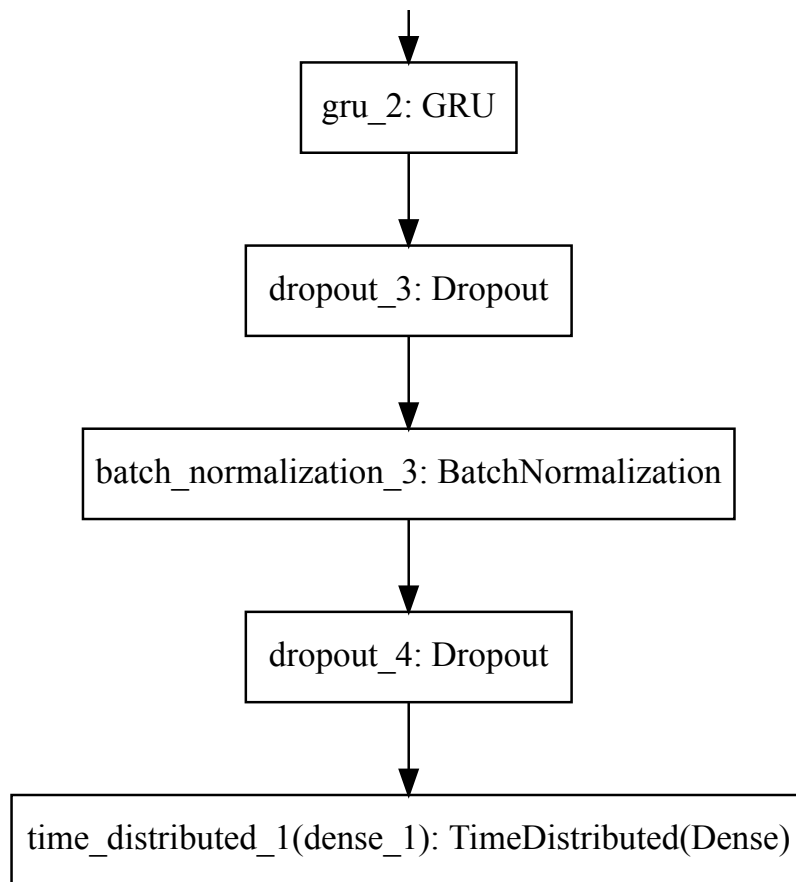 gru_2: GRU
dropout_3: Dropout
batch_normalization_3: BatchNormalization
dropout_4: Dropout
time_distributed_1(dense_1): TimeDistributed(Dense)